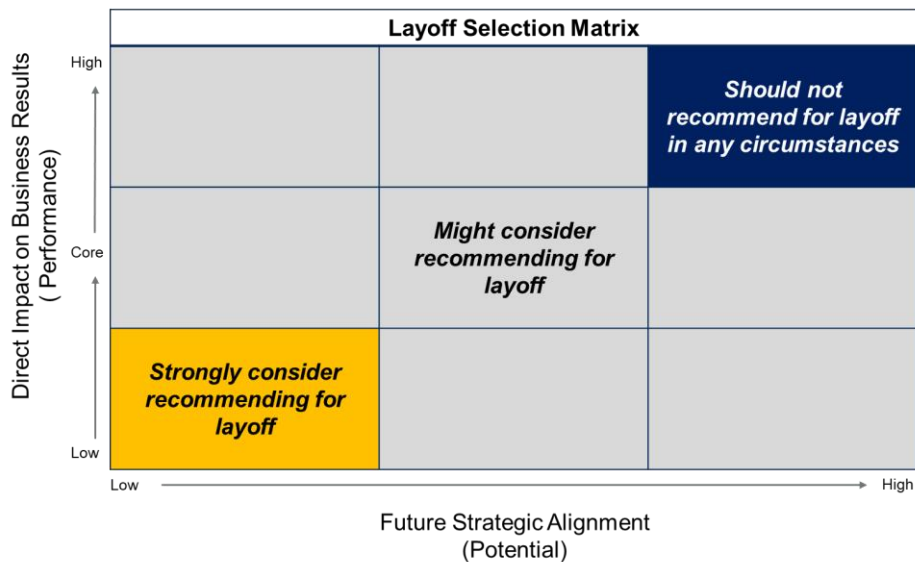 Layoff Selection Matrix
Direct Impact on Business Results
( Performance)
High
Core
Low
Should not
recommend for layoff
in any circumstances
Might consider
recommending for
layoff
Strongly consider
recommending for
layoff
Low
High
Future Strategic Alignment
(Potential)